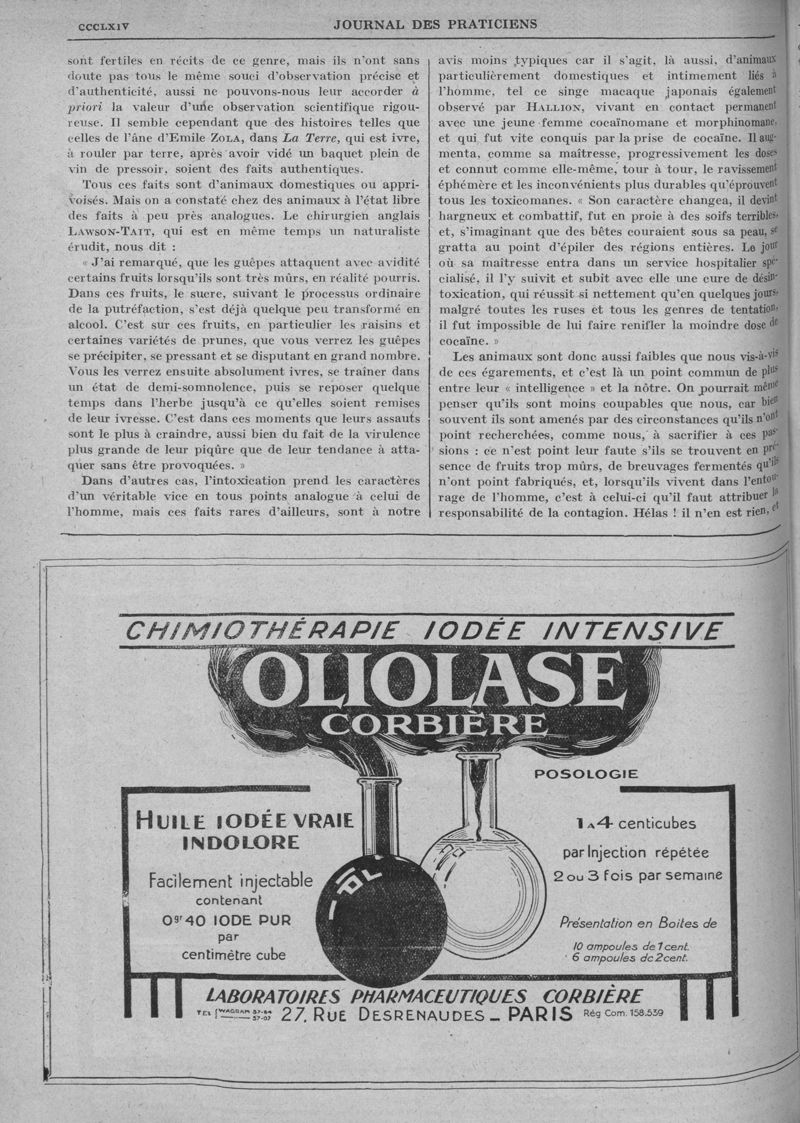 CCCLXIV
JOURNAL DES PRATICIENS
sont fertiles en récits de ce genre, mais ils n'ont sans
doute pas tous le même souci d'observation précise et
d'authenticité, aussi ne pouvons-nous leur accorder à
priori la valeur d'une observation scientifique rigou-
reuse. Il semble cependant que des histoires telles que
celles de l'âne d'Emile ZOLA, dans La Terre, qui est ivre,
à rouler par terre, après avoir vidé un baquet plein de
vin de pressoir, soient des faits authentiques.
Tous ces faits sont d'animaux domestiques ou appri-
voisés. Mais on a constaté chez des animaux à l'état libre
des faits à peu près analogues. Le chirurgien anglais
LAWSON-TAIT, qui est en même temps un naturaliste
érudit, nous dit :
« J'ai remarqué, que les guêpes attaquent avec avidité
certains fruits lorsqu'ils sont très mûrs, en réalité pourris.
Dans ces fruits, le sucre, suivant le processus ordinaire
de la putréfaction, s'est déjà quelque peu transformé en
alcool. C'est sur ces fruits, en particulier les raisins et
certaines variétés de prunes, que vous verrez les guêpes
se précipiter, se pressant et se disputant en grand nombre.
Vous les verrez ensuite absolument ivres, se traîner dans
un état de demi-somnolence, puis se reposer quelque
temps dans l'herbe jusqu'à ce qu'elles soient remises
de leur ivresse. C'est dans ces moments que leurs assauts
sont le plus à craindre, aussi bien du fait de la virulence
plus grande de leur piqûre que de leur tendance à atta-
quer sans être provoquées. »
Dans d'autres cas, l'intoxication prend les caractères
d'un véritable vice en tous points analogue à celui de
l'homme, mais ces faits rares d'ailleurs, sont à notre
avis moins typiques car il s'agit, là aussi, d'animaux
particulièrement domestiques et intimement liés à
l'homme, tel ce singe macaque japonais également
observé par HALLION, vivant en contact permanent
avec une jeune femme cocaïnomane et morphinomane,
et qui fut vite conquis par la prise de cocaïne. Il aug-
menta, comme sa maîtresse, progressivement les doses
et connut comme elle-même, tour à tour, le ravissement
éphémère et les inconvénients plus durables qu'éprouvent
tous les toxicomanes. « Son caractère changea, il devint
hargneux et combattif, fut en proie à des soifs terribles,
et, s'imaginant que des bêtes couraient sous sa peau, se
gratta au point d'épiler des régions entières. Le jour
où sa maîtresse entra dans un service hospitalier spé-
cialisé, il l'y suivit et subit avec elle une cure de désin-
toxication, qui réussit si nettement qu'en quelques jours,
malgré toutes les ruses et tous les genres de tentation,
il fut impossible de lui faire renifler la moindre dose de
cocaïne. »
Les animaux sont donc aussi faibles que nous vis-à-vis
de ces égarements, et c'est là un point commun de plus
entre leur « intelligence » et la nôtre. On pourrait même
penser qu'ils sont moins coupables que nous, car bien
souvent ils sont amenés par des circonstances qu'ils n'ont
point recherchées, comme nous, à sacrifier à ces pas-
sions : ce n'est point leur faute s'ils se trouvent en pré-
sence de fruits trop mûrs, de breuvages fermentés qu'ils
n'ont point fabriqués, et, lorsqu'ils vivent dans l'entou-
rage de l'homme, c'est à celui-ci qu'il faut attribuer la
responsabilité de la contagion. Hélas ! il n'en est rien, et
CHIMIOTHÉRAPIE IODÉE INTENSIVE
OLIOLASE
CORBIÈRE
HUILE IODÉE VRAIE
INDOLORE
Facilement injectable
contenant
0gr 40 IODE PUR
par
centimètre cube
POSOLOGIE
1 A 4 centicubes
par Injection répétée
2 ou 3 fois par semaine
Présentation en Boites de
10 ampoules de 1 cent.
6 ampoules de 2 cent.
LABORATOIRES PHARMACEUTIQUES CORBIÈRE
TEL WAGRAM 37-64
37-07
27, RUE DESRENAUDES _ PARIS Rég Com. 158.539